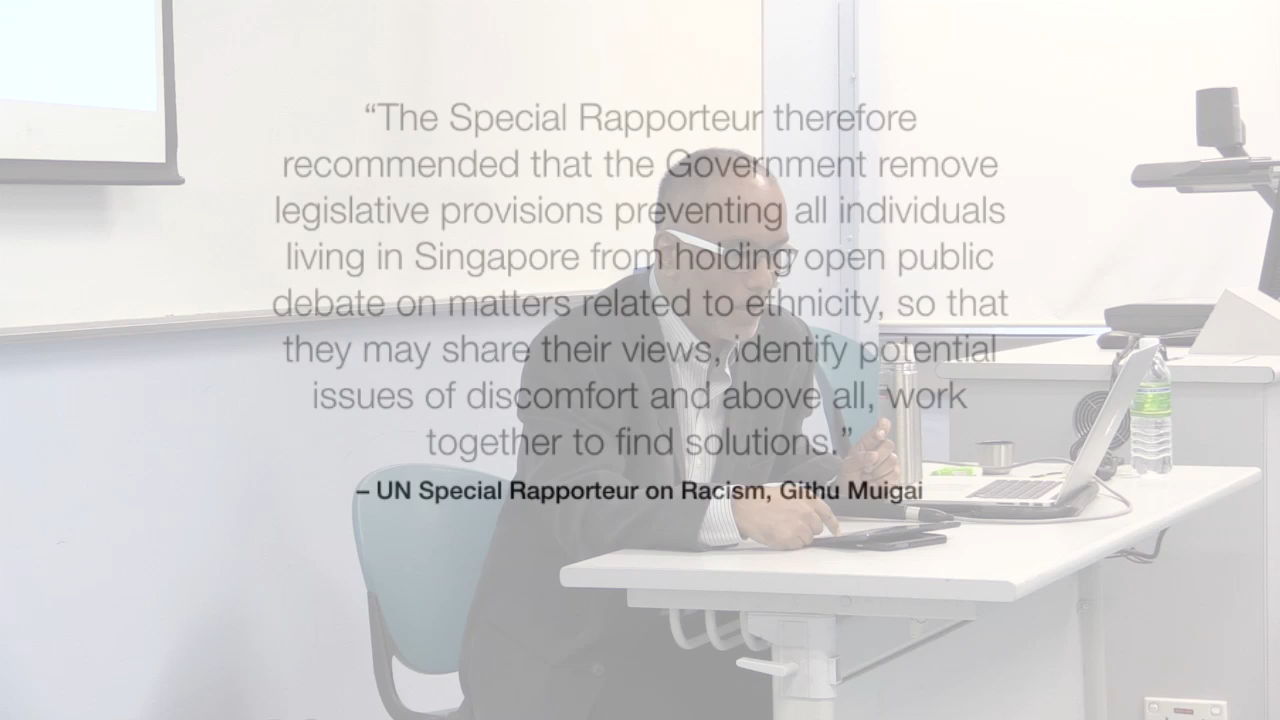 “The Special Rapporteur therefore
recommended that the Government remove
legislative provisions preventing all individuals
living in Singapore from holding open public
debate on matters related to ethnicity, so that
they may share their views, identify potential
issues of discomfort and above all, work
together to find solutions.”
– UN Special Rapporteur on Racism, Githu Muigai